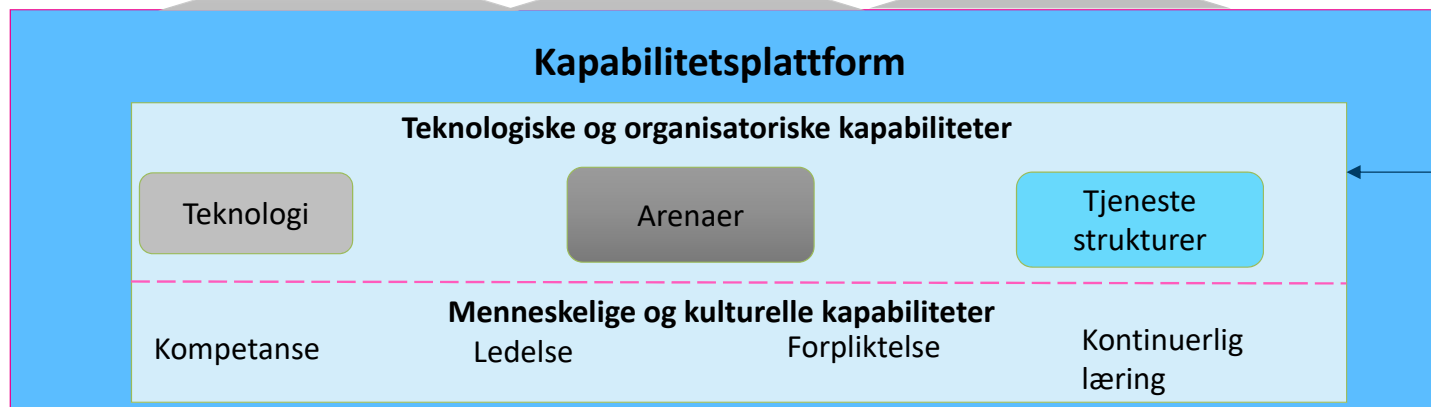 Kapabilitetsplattform
Teknologiske og organisatoriske kapabiliteter
Teknologi
Arenaer
Tjeneste
strukturer
Menneskelige og kulturelle kapabiliteter
Kompetanse
Ledelse
Forpliktelse
Kontinuerlig
læring